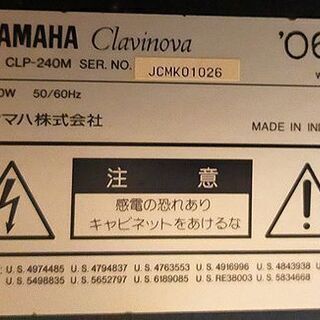 YAMAHA Clavinova '06
CLP-240M SER. NO. JCMK01026
0W 50/60Hz
マハ株式会社 MADE IN IND
注 意
感電の恐れあり
キャビネットをあけるな
: U.S. 4974485 U.S. 4794837 U.S. 4763553 U.S. 4916996 U.S. 4843938 U.S.
U.S. 5498835 U.S. 5652797 U.S. 6189085 U.S. RE38003 U.S. 5834668